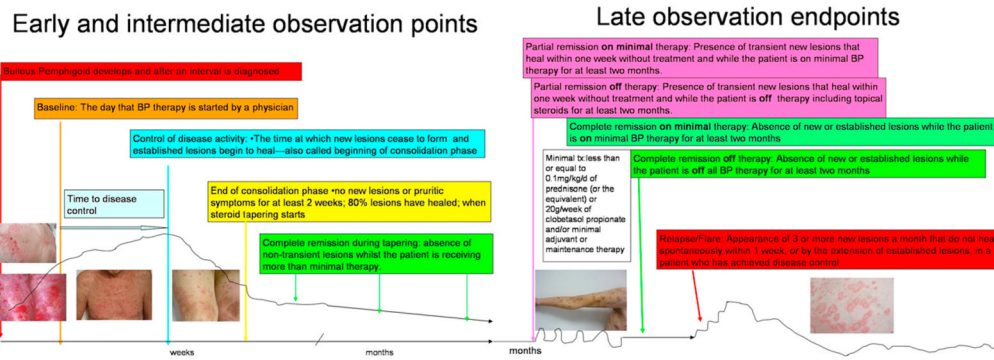 Early and intermediate observation points
Bullous Pemphigoid develops and after an interval is diagnosed
Baseline: The day that BP therapy is started by a physician
Control of disease activity: •The time at which new lesions cease to form and
established lesions begin to heal—also called beginning of consolidation phase
Time to disease
control
End of consolidation phase •no new lesions or pruritic
symptoms for at least 2 weeks; 80% lesions have healed; when
steroid tapering starts
Complete remission during tapering: absence of
non-transient lesions whilst the patient is receiving
more than minimal therapy.
weeks
months
Late observation endpoints
Partial remission on minimal therapy: Presence of transient new lesions that
heal within one week without treatment and while the patient is on minimal BP
therapy for at least two months.
Partial remission off therapy: Presence of transient new lesions that heal within
one week without treatment and while the patient is off therapy including topical
steroids for at least two months.
Complete remission on minimal therapy: Absence of new or established lesions while the patient
is on minimal BP therapy for at least two months
Minimal tx:less than
or equal to
0.1mg/kg/d of
prednisone (or the
equivalent) or
20g/week of
clobetasol propionate
and/or minimal
adjuvant or
maintenance therapy
Complete remission off therapy: Absence of new or established lesions while
the patient is off all BP therapy for at least two months
Relapse/Flare: Appearance of 3 or more new lesions a month that do not hea
spontaneously within 1 week, or by the extension of established lesions, in a
patient who has achieved disease control
months